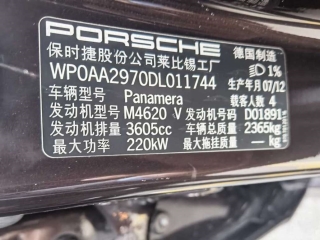 PORSCHE 德国制造
保时捷股份公司莱比锡工厂 1%
WP0AA2970DL011744 生产年月 07/12
车辆型号 Panamera 载客人数 4
发动机型号 M4620 V 发动机号码 D01891
发动机排量 3605cc 车辆总质量 2365kg
最大功率 220kW 最大拖挂质量 — kg